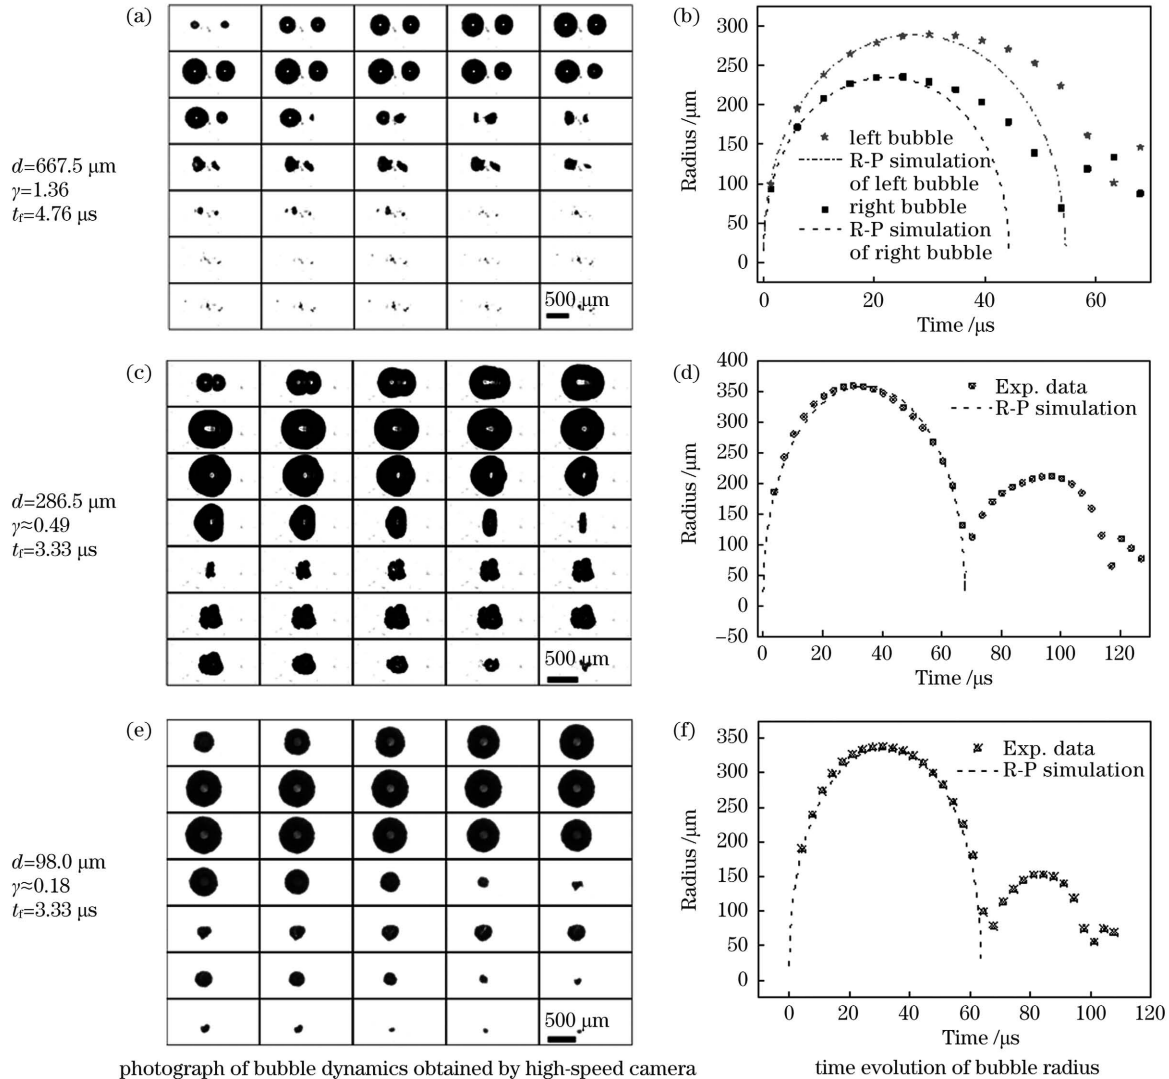 (a)
d=667.5 μm
γ=1.36
t_f=4.76 μs
500 μm
(b)
Radius /μm
300
250
200
150
100
50
0
left bubble
R-P simulation
of left bubble
right bubble
R-P simulation
of right bubble
0 20 40 60
Time /μs
(c)
d=286.5 μm
γ≈0.49
t_f=3.33 μs
500 μm
(d)
Radius /μm
400
350
300
250
200
150
100
50
0
−50
Exp. data
R-P simulation
0 20 40 60 80 100 120
Time /μs
(e)
d=98.0 μm
γ≈0.18
t_f=3.33 μs
500 μm
(f)
Radius /μm
350
300
250
200
150
100
50
0
Exp. data
R-P simulation
0 20 40 60 80 100 120
Time /μs
photograph of bubble dynamics obtained by high-speed camera
time evolution of bubble radius